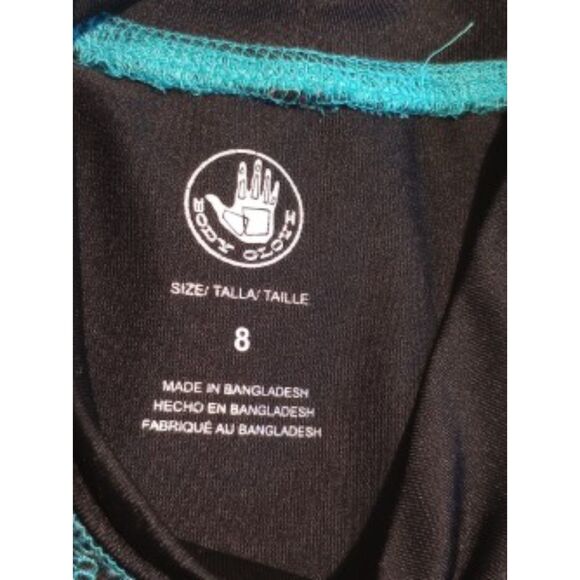 BODY GLOVE
SIZE/ TALLA/ TAILLE
8
MADE IN BANGLADESH
HECHO EN BANGLADESH
FABRIQUÉ AU BANGLADESH